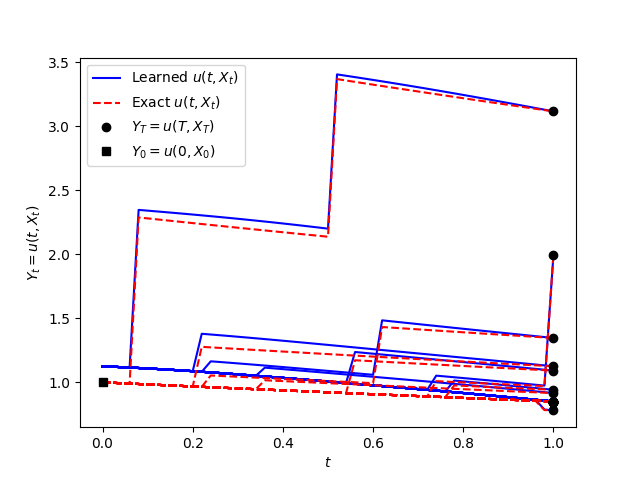 3.5
3.0
2.5
2.0
1.5
1.0
Y_t = u(t, X_t)
Learned u(t, X_t)
Exact u(t, X_t)
Y_T = u(T, X_T)
Y_0 = u(0, X_0)
0.0 0.2 0.4 0.6 0.8 1.0
t